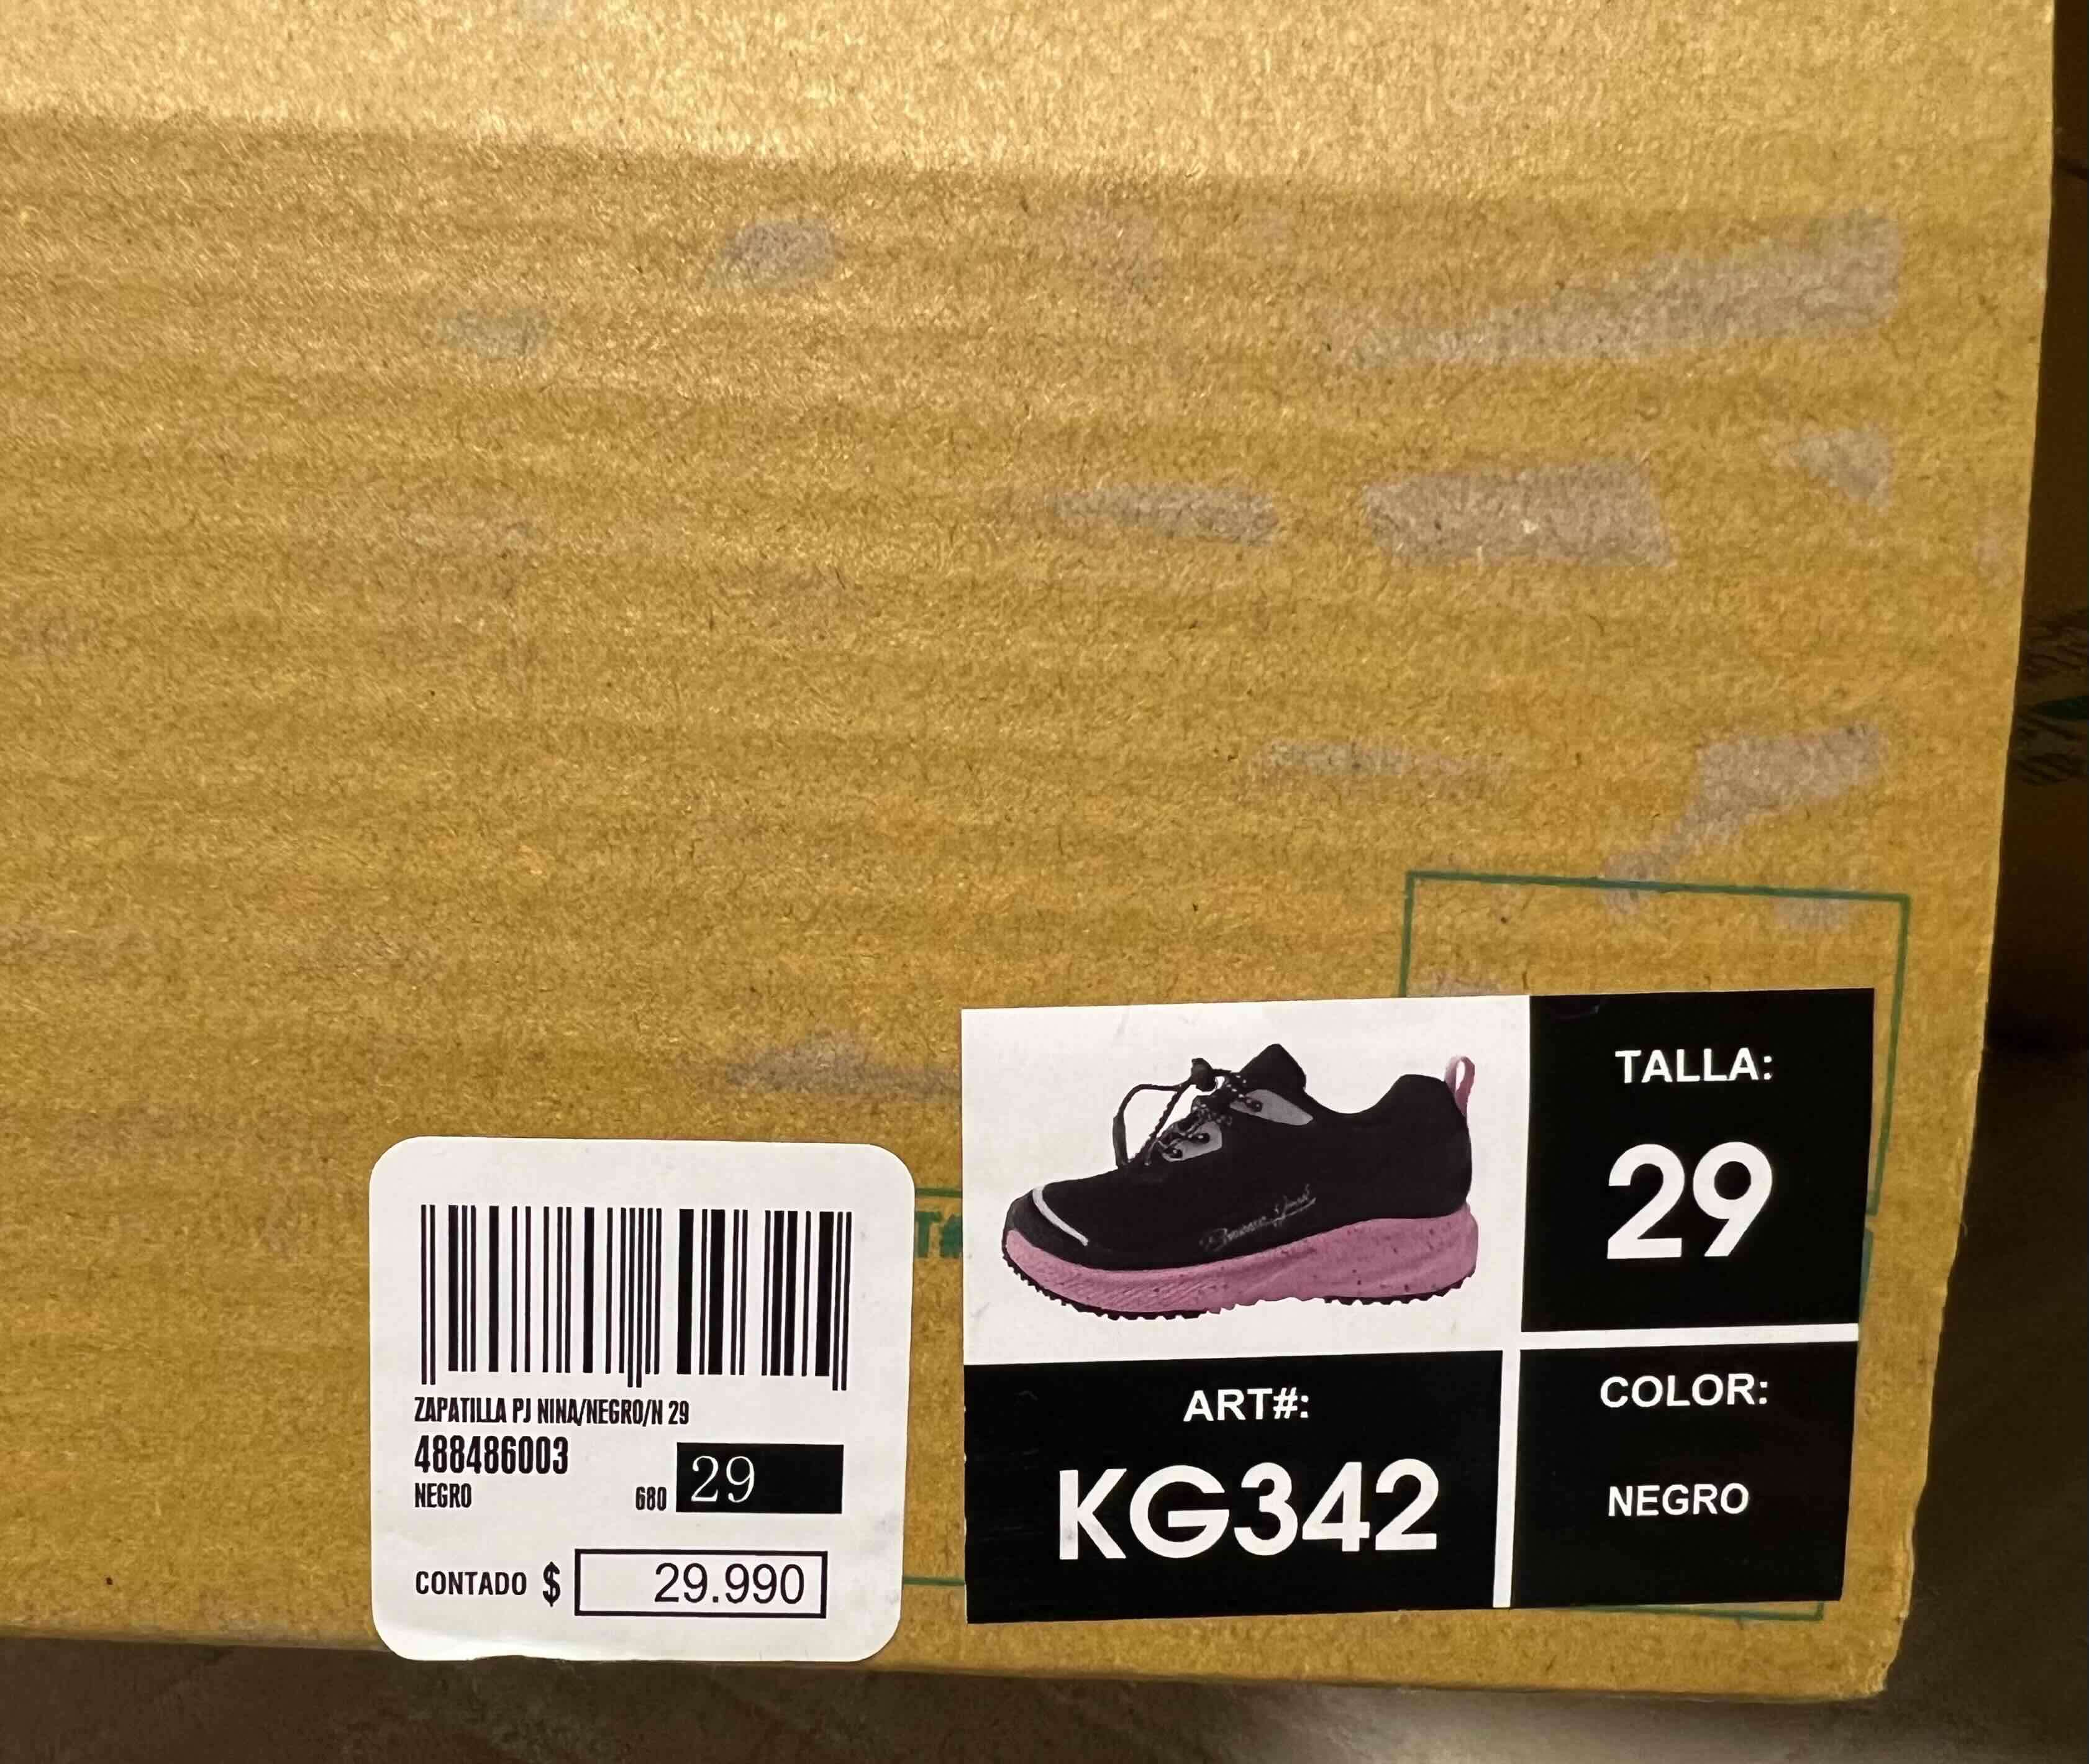 ZAPATILLA PJ NINA/NEGRO/N 29
488486003
NEGRO
680 29
CONTADO $ 29.990
TALLA:
29
ART#:
KG342
COLOR:
NEGRO